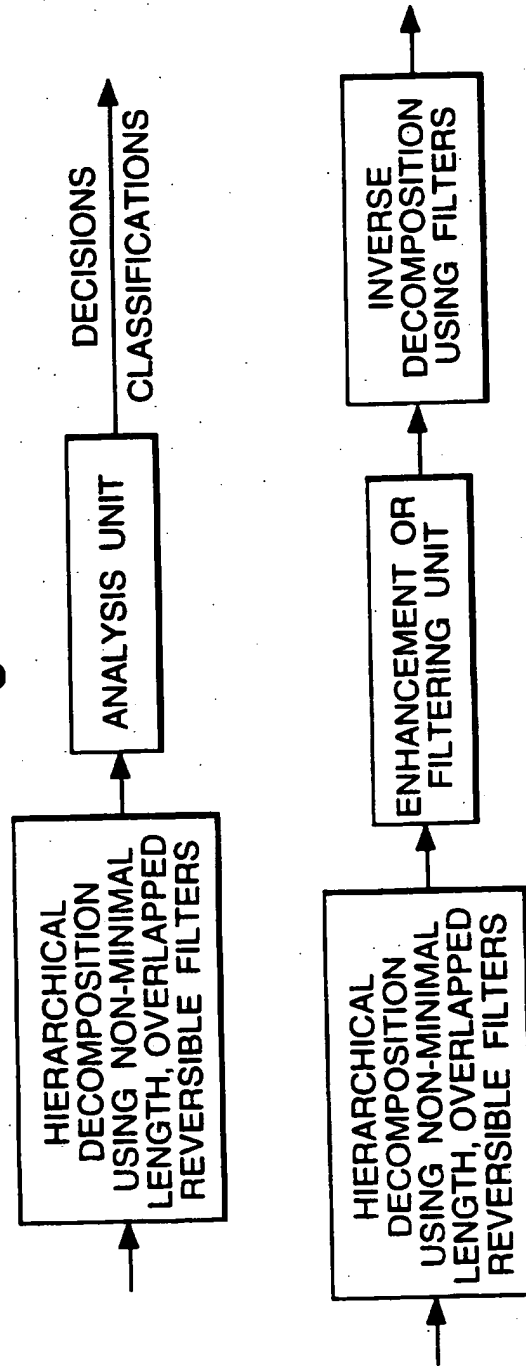 HIERARCHICAL
DECOMPOSITION
USING NON-MINIMAL
LENGTH, OVERLAPPED
REVERSIBLE FILTERS
ANALYSIS UNIT
DECISIONS
CLASSIFICATIONS
HIERARCHICAL
DECOMPOSITION
USING NON-MINIMAL
LENGTH, OVERLAPPED
REVERSIBLE FILTERS
ENHANCEMENT OR
FILTERING UNIT
INVERSE
DECOMPOSITION
USING FILTERS